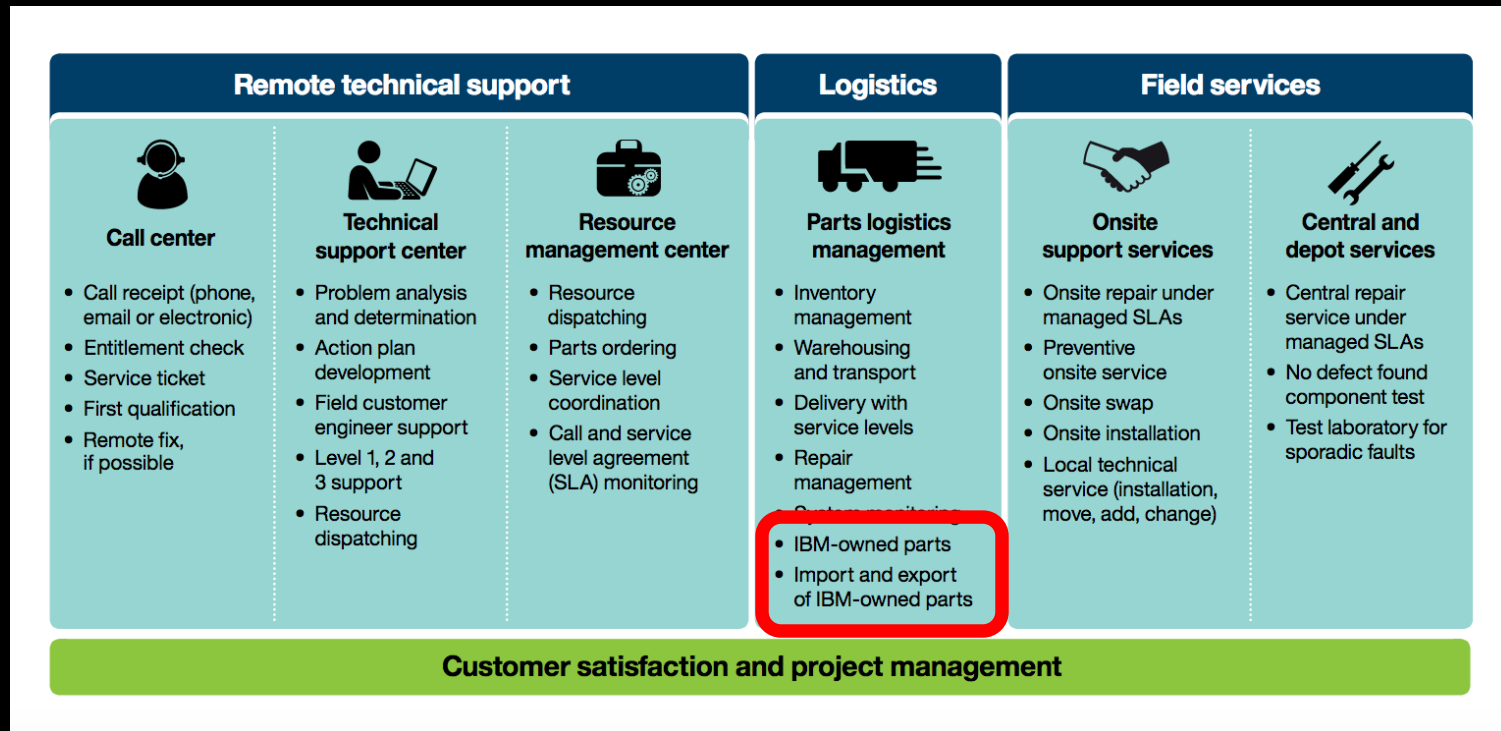 Remote technical support
Logistics
Field services
Call center
• Call receipt (phone,
email or electronic)
• Entitlement check
• Service ticket
• First qualification
• Remote fix,
if possible
Technical
support center
• Problem analysis
and determination
• Action plan
development
• Field customer
engineer support
• Level 1, 2 and
3 support
• Resource
dispatching
Resource
management center
• Resource
dispatching
• Parts ordering
• Service level
coordination
• Call and service
level agreement
(SLA) monitoring
Parts logistics
management
• Inventory
management
• Warehousing
and transport
• Delivery with
service levels
• Repair
management
• System monitoring
• IBM-owned parts
• Import and export
of IBM-owned parts
Onsite
support services
• Onsite repair under
managed SLAs
• Preventive
onsite service
• Onsite swap
• Onsite installation
• Local technical
service (installation,
move, add, change)
Central and
depot services
• Central repair
service under
managed SLAs
• No defect found
component test
• Test laboratory for
sporadic faults
Customer satisfaction and project management